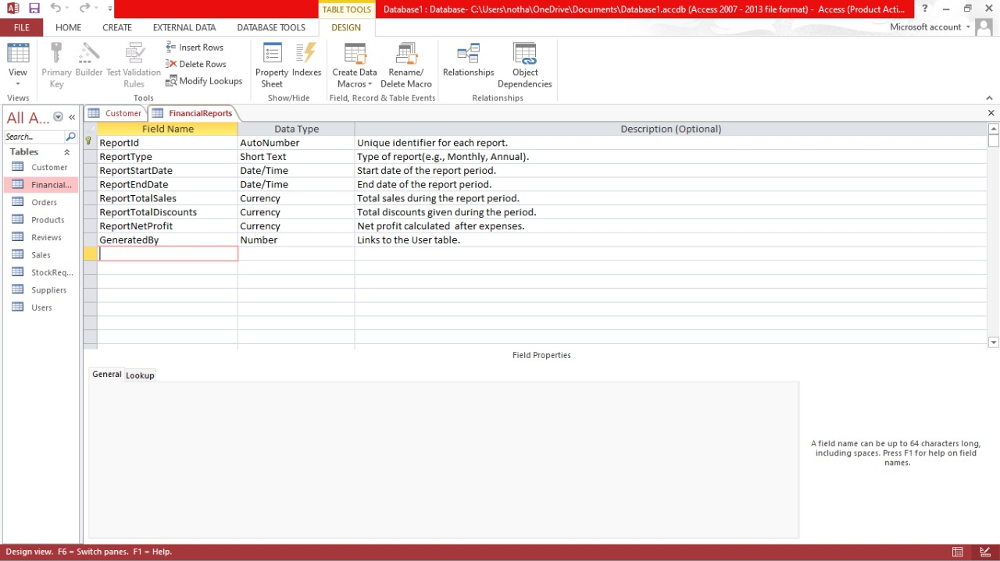 TABLE TOOLS
Database1 : Database- C:\Users\notha\OneDrive\Documents\Database1.accdb (Access 2007 - 2013 file format) - Access (Product Acti...
?
FILE HOME CREATE EXTERNAL DATA DATABASE TOOLS DESIGN
Microsoft account
View
Primary Key
Builder
Test Validation Rules
Insert Rows
Delete Rows
Modify Lookups
Property Sheet
Indexes
Create Data Macros
Rename/ Delete Macro
Relationships
Object Dependencies
Views
Tools
Show/Hide
Field, Record & Table Events
Relationships
All A...
Search...
Tables
Customer
Financial...
Orders
Products
Reviews
Sales
StockReq...
Suppliers
Users
Customer FinancialReports
Field Name Data Type Description (Optional)
ReportId AutoNumber Unique identifier for each report.
ReportType Short Text Type of report(e.g., Monthly, Annual).
ReportStartDate Date/Time Start date of the report period.
ReportEndDate Date/Time End date of the report period.
ReportTotalSales Currency Total sales during the report period.
ReportTotalDiscounts Currency Total discounts given during the period.
ReportNetProfit Currency Net profit calculated  after expenses.
GeneratedBy Number Links to the User table.
Field Properties
General Lookup
A field name can be up to 64 characters long,
including spaces. Press F1 for help on field
names.
Design view.  F6 = Switch panes.  F1 = Help.